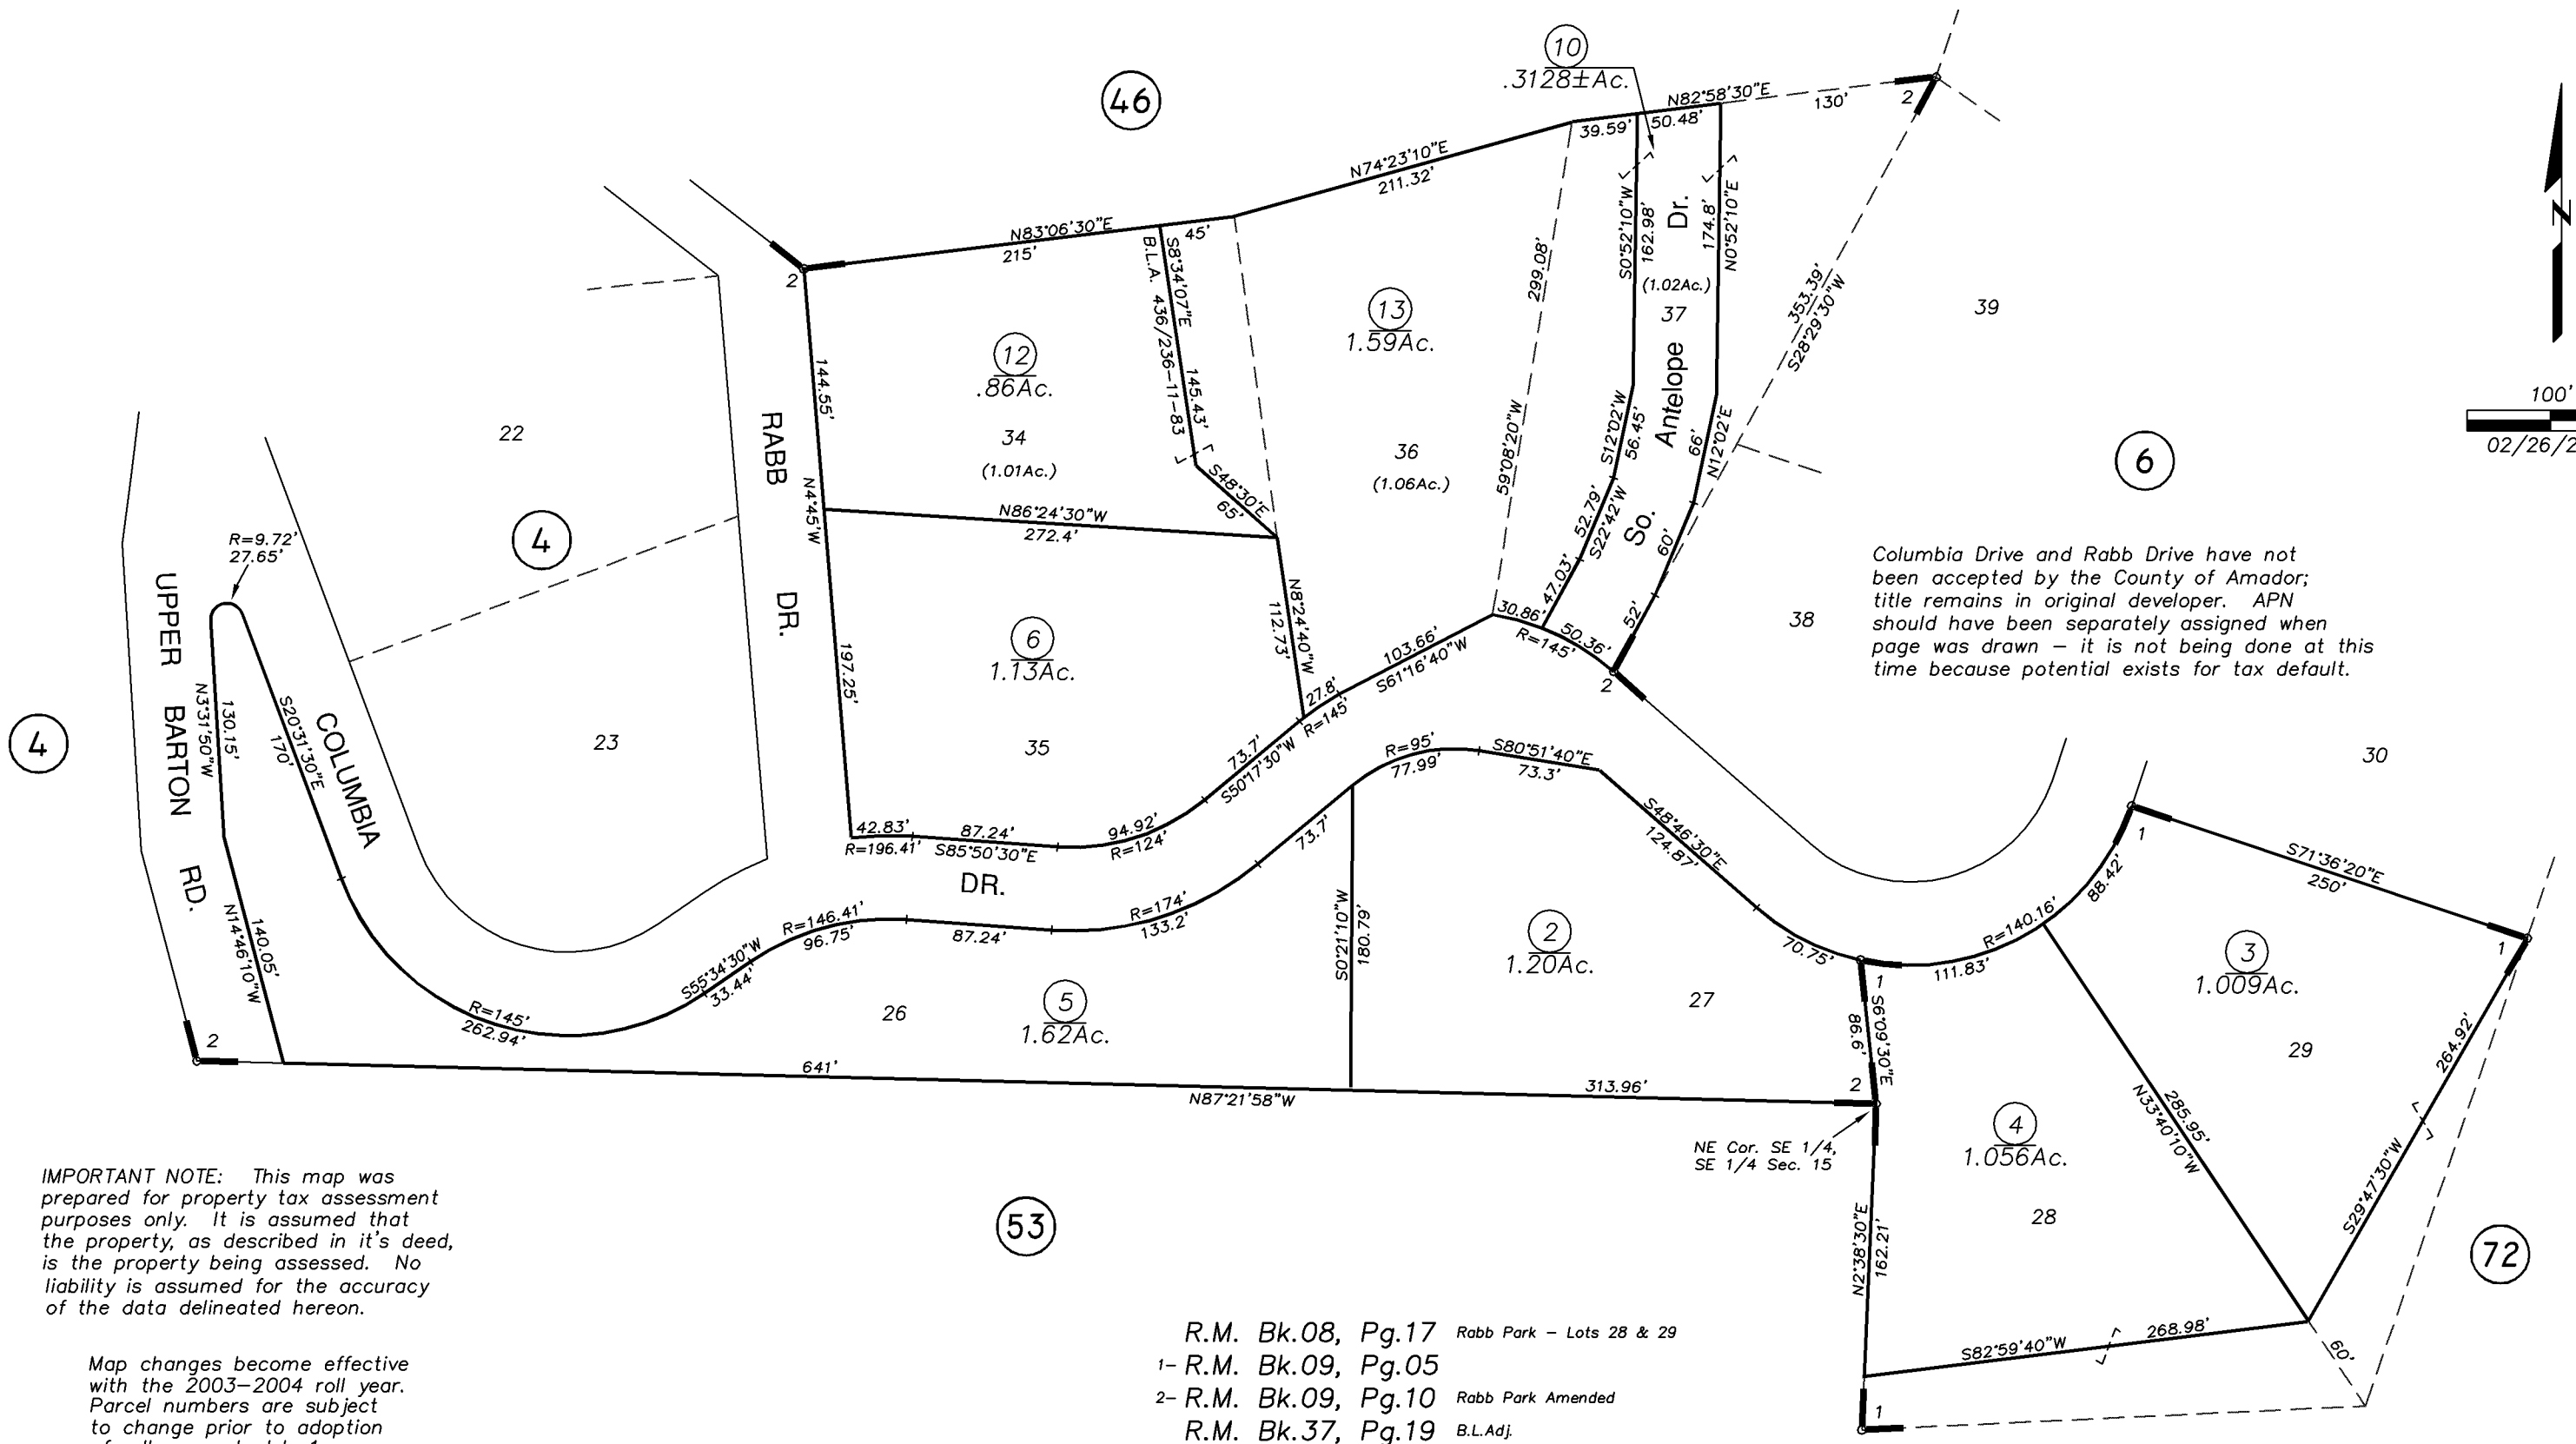 10
.3128±Ac.
46
N82°58'30"E
130'
2
39.59'
50.48'
N74°23'10"E
211.32'
N83°06'30"E
215'
45'
2
B.L.A. 436/236-11-83
S8°34'07"E
145.43'
299.08'
59°08'20"W
S0°52'10"W
162.98'
Dr.
174.8'
N0°52'10"E
(1.02Ac.)
37
353.39'
S28°29'30"W
39
13
1.59Ac.
12
.86Ac.
144.55'
34
(1.01Ac.)
36
(1.06Ac.)
Antelope
S12°02'W
56.45'
66'
N12°02'E
100'
02/26/2
6
22
RABB
N4°45'W
S48°30'E
65'
N86°24'30"W
272.4'
52.79'
S22°42'W
So.
60'
47.03'
52'
4
R=9.72'
27.65'
UPPER
BARTON
RD.
DR.
N8°24'40"W
112.73'
30.86'
R=145'
50.36'
2
38
Columbia Drive and Rabb Drive have not
been accepted by the County of Amador;
title remains in original developer. APN
should have been separately assigned when
page was drawn – it is not being done at this
time because potential exists for tax default.
6
1.13Ac.
197.25'
103.66'
S61°16'40"W
27.8'
R=145'
4
N3°31'50"W
130.15'
S20°31'30"E
170'
COLUMBIA
23
35
73.7'
S50°17'30"W
R=95'
77.99'
S80°51'40"E
73.3'
30
42.83'
R=196.41'
87.24'
S85°50'30"E
94.92'
R=124'
DR.
73.7'
S48°46'30"E
124.87'
1
S71°36'20"E
250'
88.42'
N14°46'10"W
140.05'
R=146.41'
96.75'
87.24'
R=174'
133.2'
S0°21'10"W
180.79'
2
1.20Ac.
70.75'
R=140.16'
111.83'
3
1.009Ac.
1
S55°34'30"W
33.44'
R=145'
262.94'
26
5
1.62Ac.
27
1
S6°09'30"E
86.6'
2
264.92'
29
2
641'
N87°21'58"W
313.96'
N33°40'10"W
285.95'
4
1.056Ac.
NE Cor. SE 1/4,
SE 1/4 Sec. 15
S29°47'30"W
IMPORTANT NOTE: This map was
prepared for property tax assessment
purposes only. It is assumed that
the property, as described in it's deed,
is the property being assessed. No
liability is assumed for the accuracy
of the data delineated hereon.
53
N2°38'30"E
162.21'
28
72
S82°59'40"W
268.98'
60'
1
Map changes become effective
with the 2003–2004 roll year.
Parcel numbers are subject
to change prior to adoption
R.M. Bk.08, Pg.17 Rabb Park – Lots 28 & 29
1- R.M. Bk.09, Pg.05
2- R.M. Bk.09, Pg.10 Rabb Park Amended
R.M. Bk.37, Pg.19 B.L.Adj.